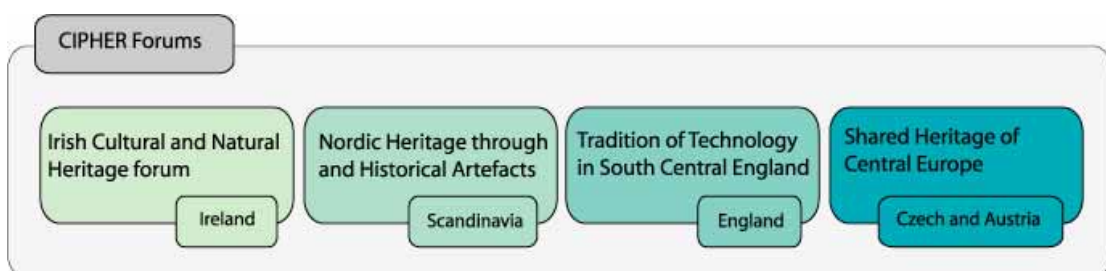 CIPHER Forums
Irish Cultural and Natural
Heritage forum
Ireland
Nordic Heritage through
and Historical Artefacts
Scandinavia
Tradition of Technology
in South Central England
England
Shared Heritage of
Central Europe
Czech and Austria